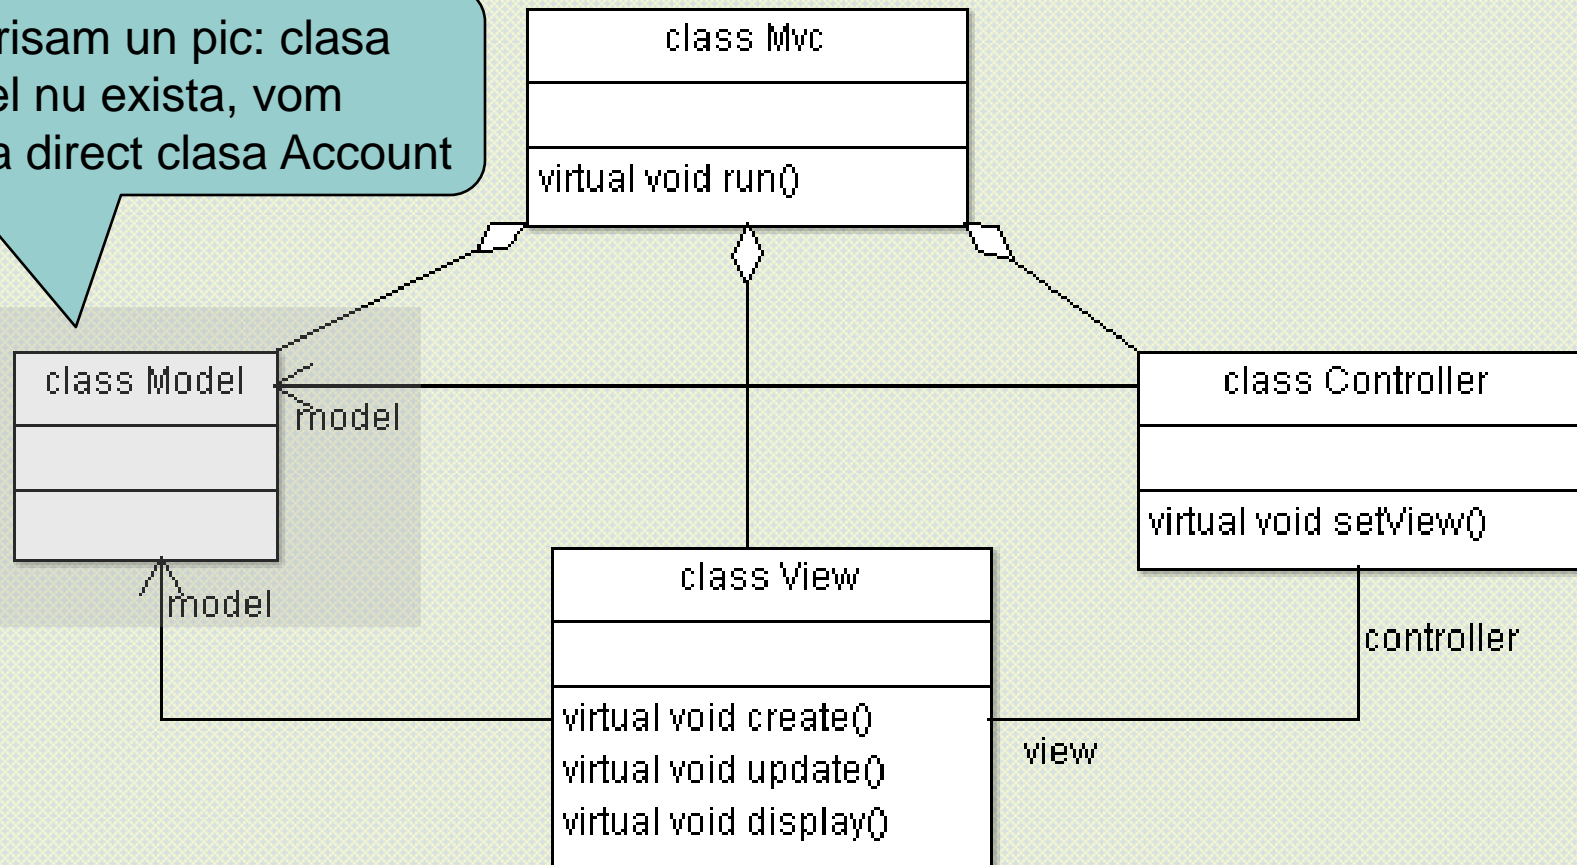 risam un pic: clasa
el nu exista, vom
a direct clasa Account
class Mvc
virtual void run()
class Model
model
class Controller
virtual void setView()
model
class View
virtual void create()
virtual void update()
virtual void display()
controller
view